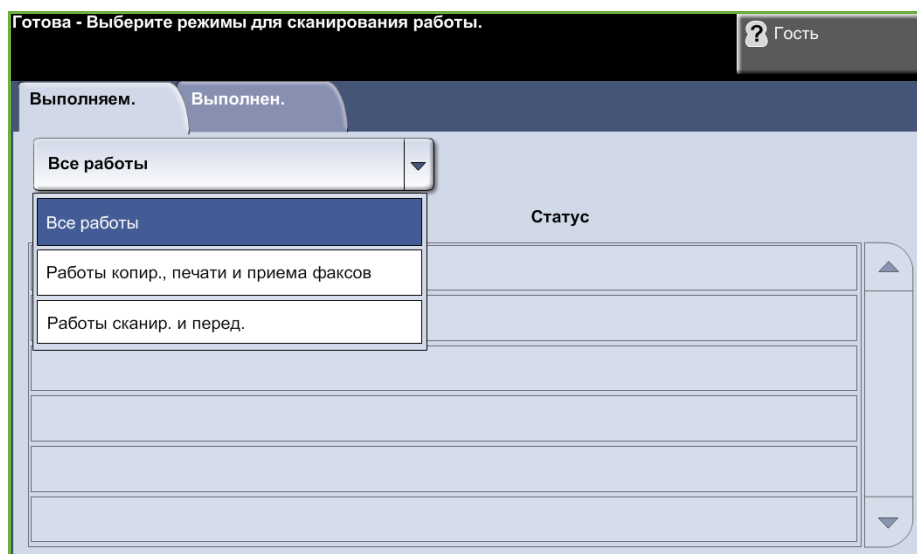 Готова - Выберите режимы для сканирования работы.
Гость
Выполняем.
Выполнен.
Все работы
Статус
Все работы
Работы копир., печати и приема факсов
Работы сканир. и перед.